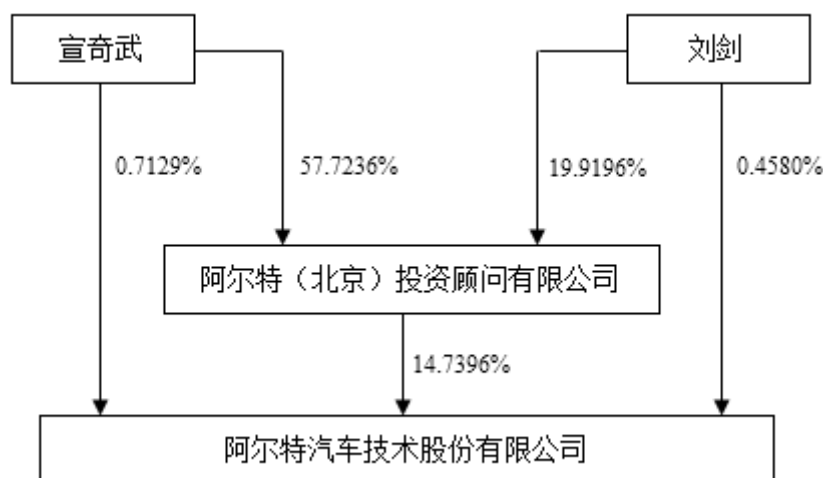 宣奇武
刘剑
0.7129%
57.7236%
19.9196%
0.4580%
阿尔特（北京）投资顾问有限公司
14.7396%
阿尔特汽车技术股份有限公司